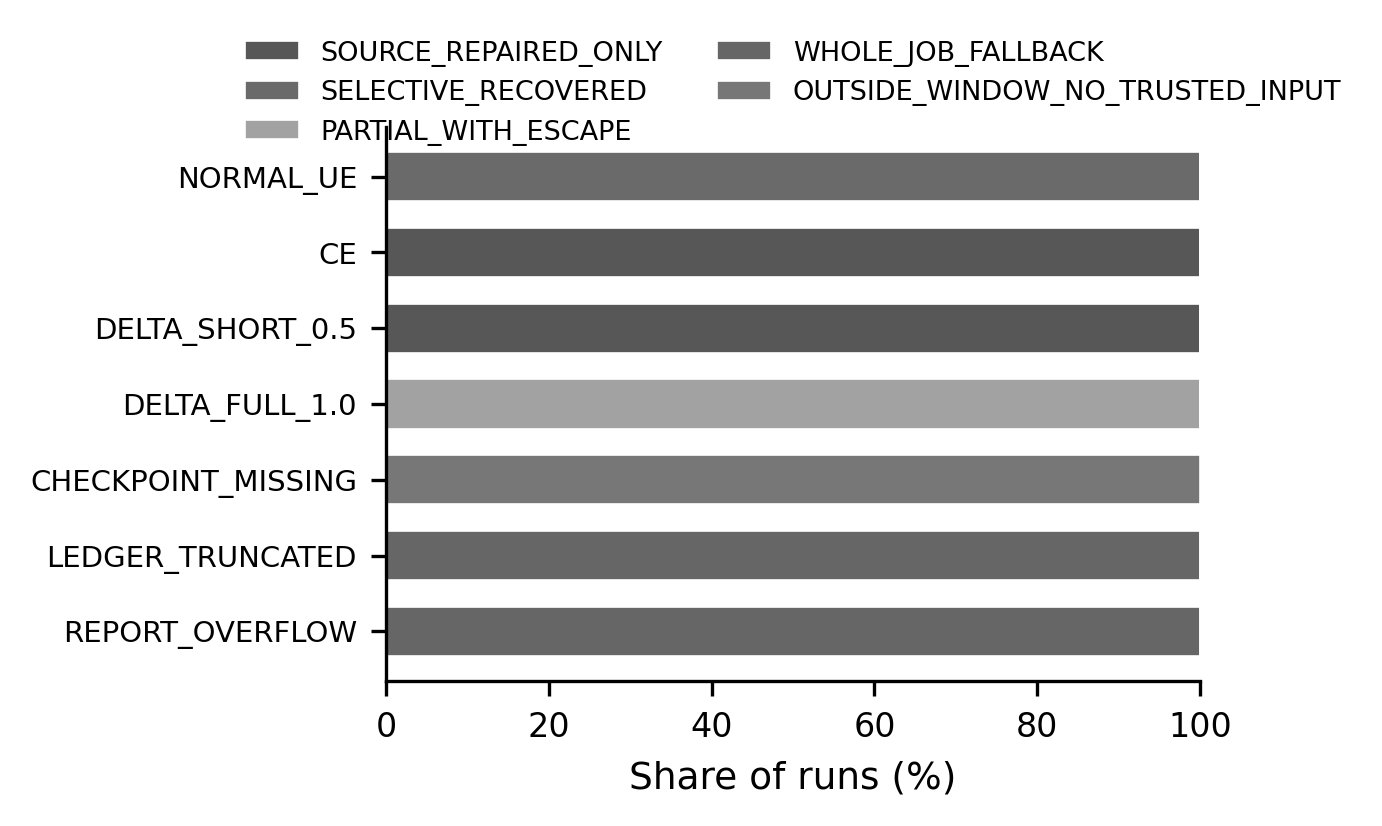 SOURCE_REPAIRED_ONLY
SELECTIVE_RECOVERED
PARTIAL_WITH_ESCAPE
WHOLE_JOB_FALLBACK
OUTSIDE_WINDOW_NO_TRUSTED_INPUT
NORMAL_UE
CE
DELTA_SHORT_0.5
DELTA_FULL_1.0
CHECKPOINT_MISSING
LEDGER_TRUNCATED
REPORT_OVERFLOW
0 20 40 60 80 100
Share of runs (%)